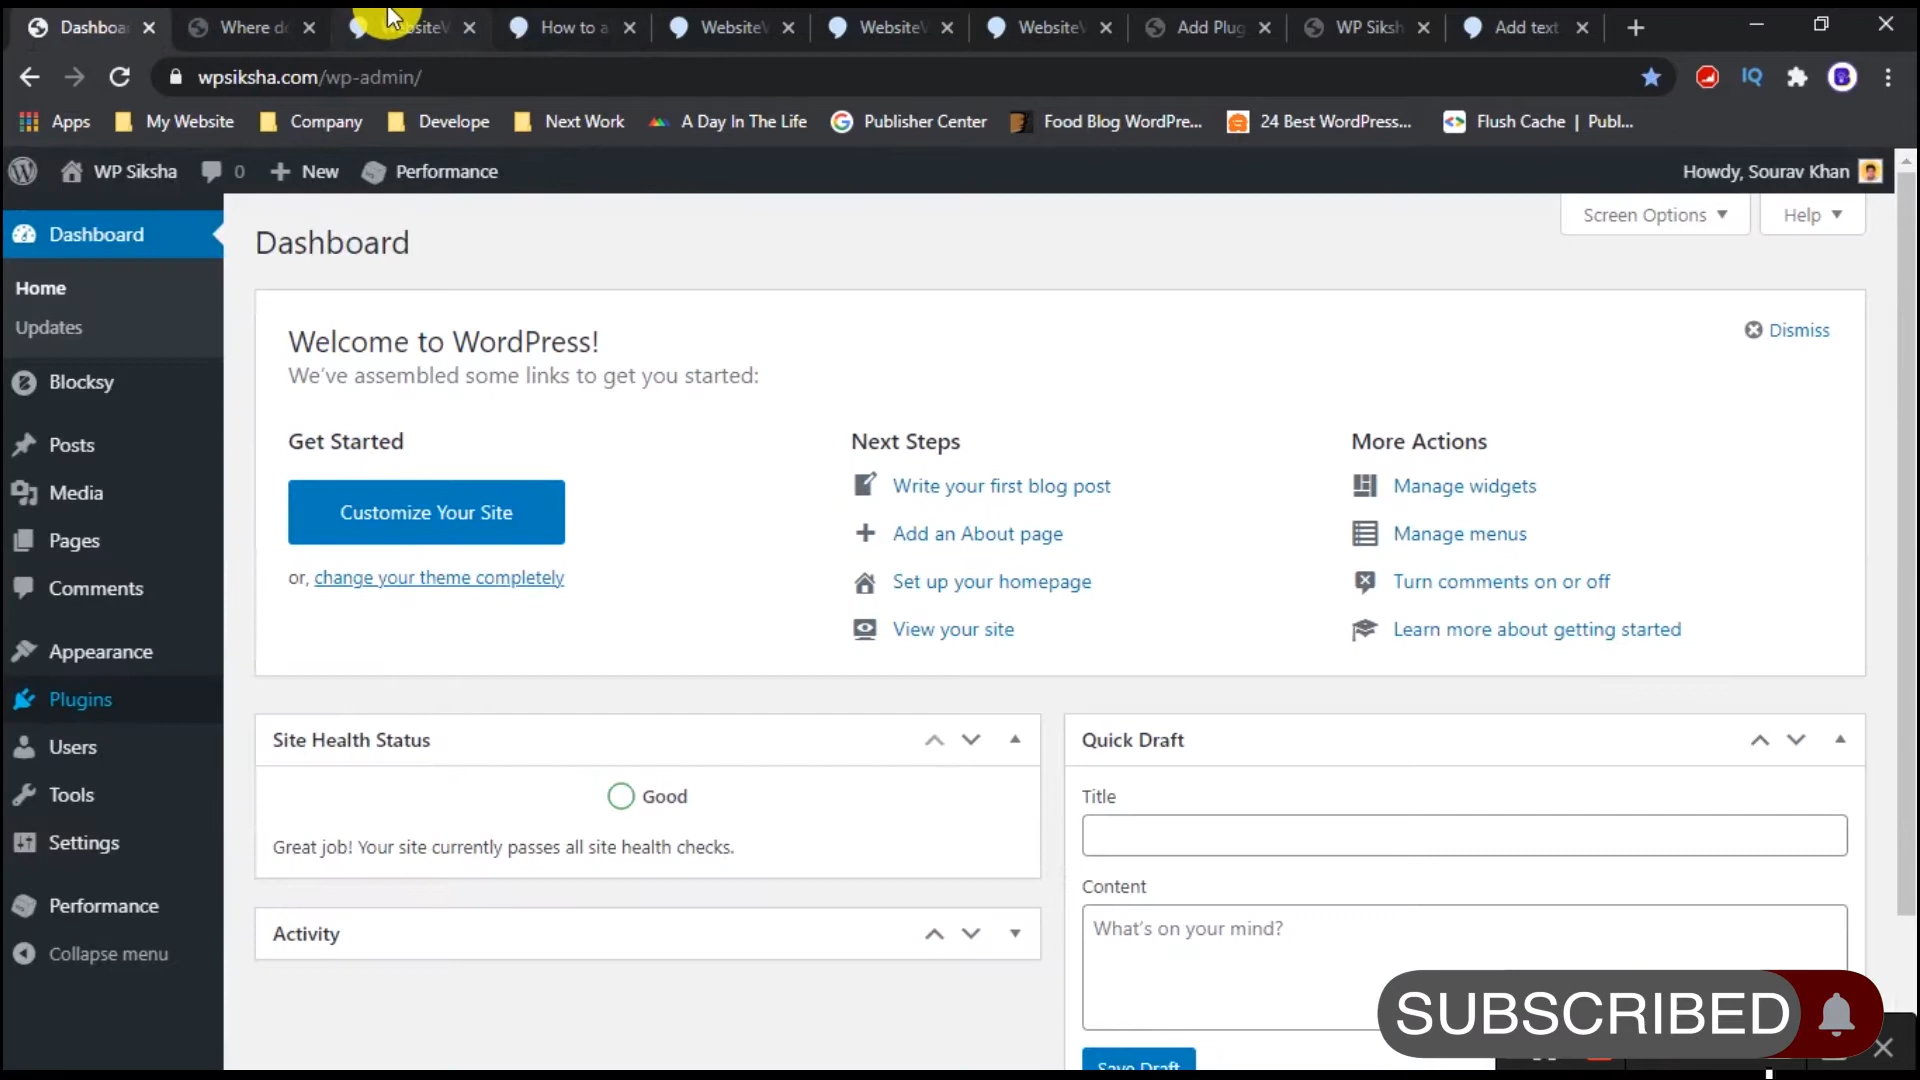 Dashboa
Where do
ebsiteV
How to a
WebsiteV
WebsiteV
WebsiteV
Add Plug
WP Siksh
Add text
wpsiksha.com/wp-admin/
IQ
Apps
My Website
Company
Develope
Next Work
A Day In The Life
Publisher Center
Food Blog WordPre...
24 Best WordPress...
Flush Cache | Publ...
WP Siksha
0
New
Performance
Howdy, Sourav Khan
Screen Options
Help
Dashboard
Home
Updates
Blocksy
Posts
Media
Pages
Comments
Appearance
Plugins
Users
Tools
Settings
Performance
Collapse menu
Dashboard
Welcome to WordPress!
We've assembled some links to get you started:
Dismiss
Get Started
Customize Your Site
or, change your theme completely
Next Steps
Write your first blog post
Add an About page
Set up your homepage
View your site
More Actions
Manage widgets
Manage menus
Turn comments on or off
Learn more about getting started
Site Health Status
Good
Great job! Your site currently passes all site health checks.
Activity
Quick Draft
Title
Content
What's on your mind?
Save Draft
SUBSCRIBED